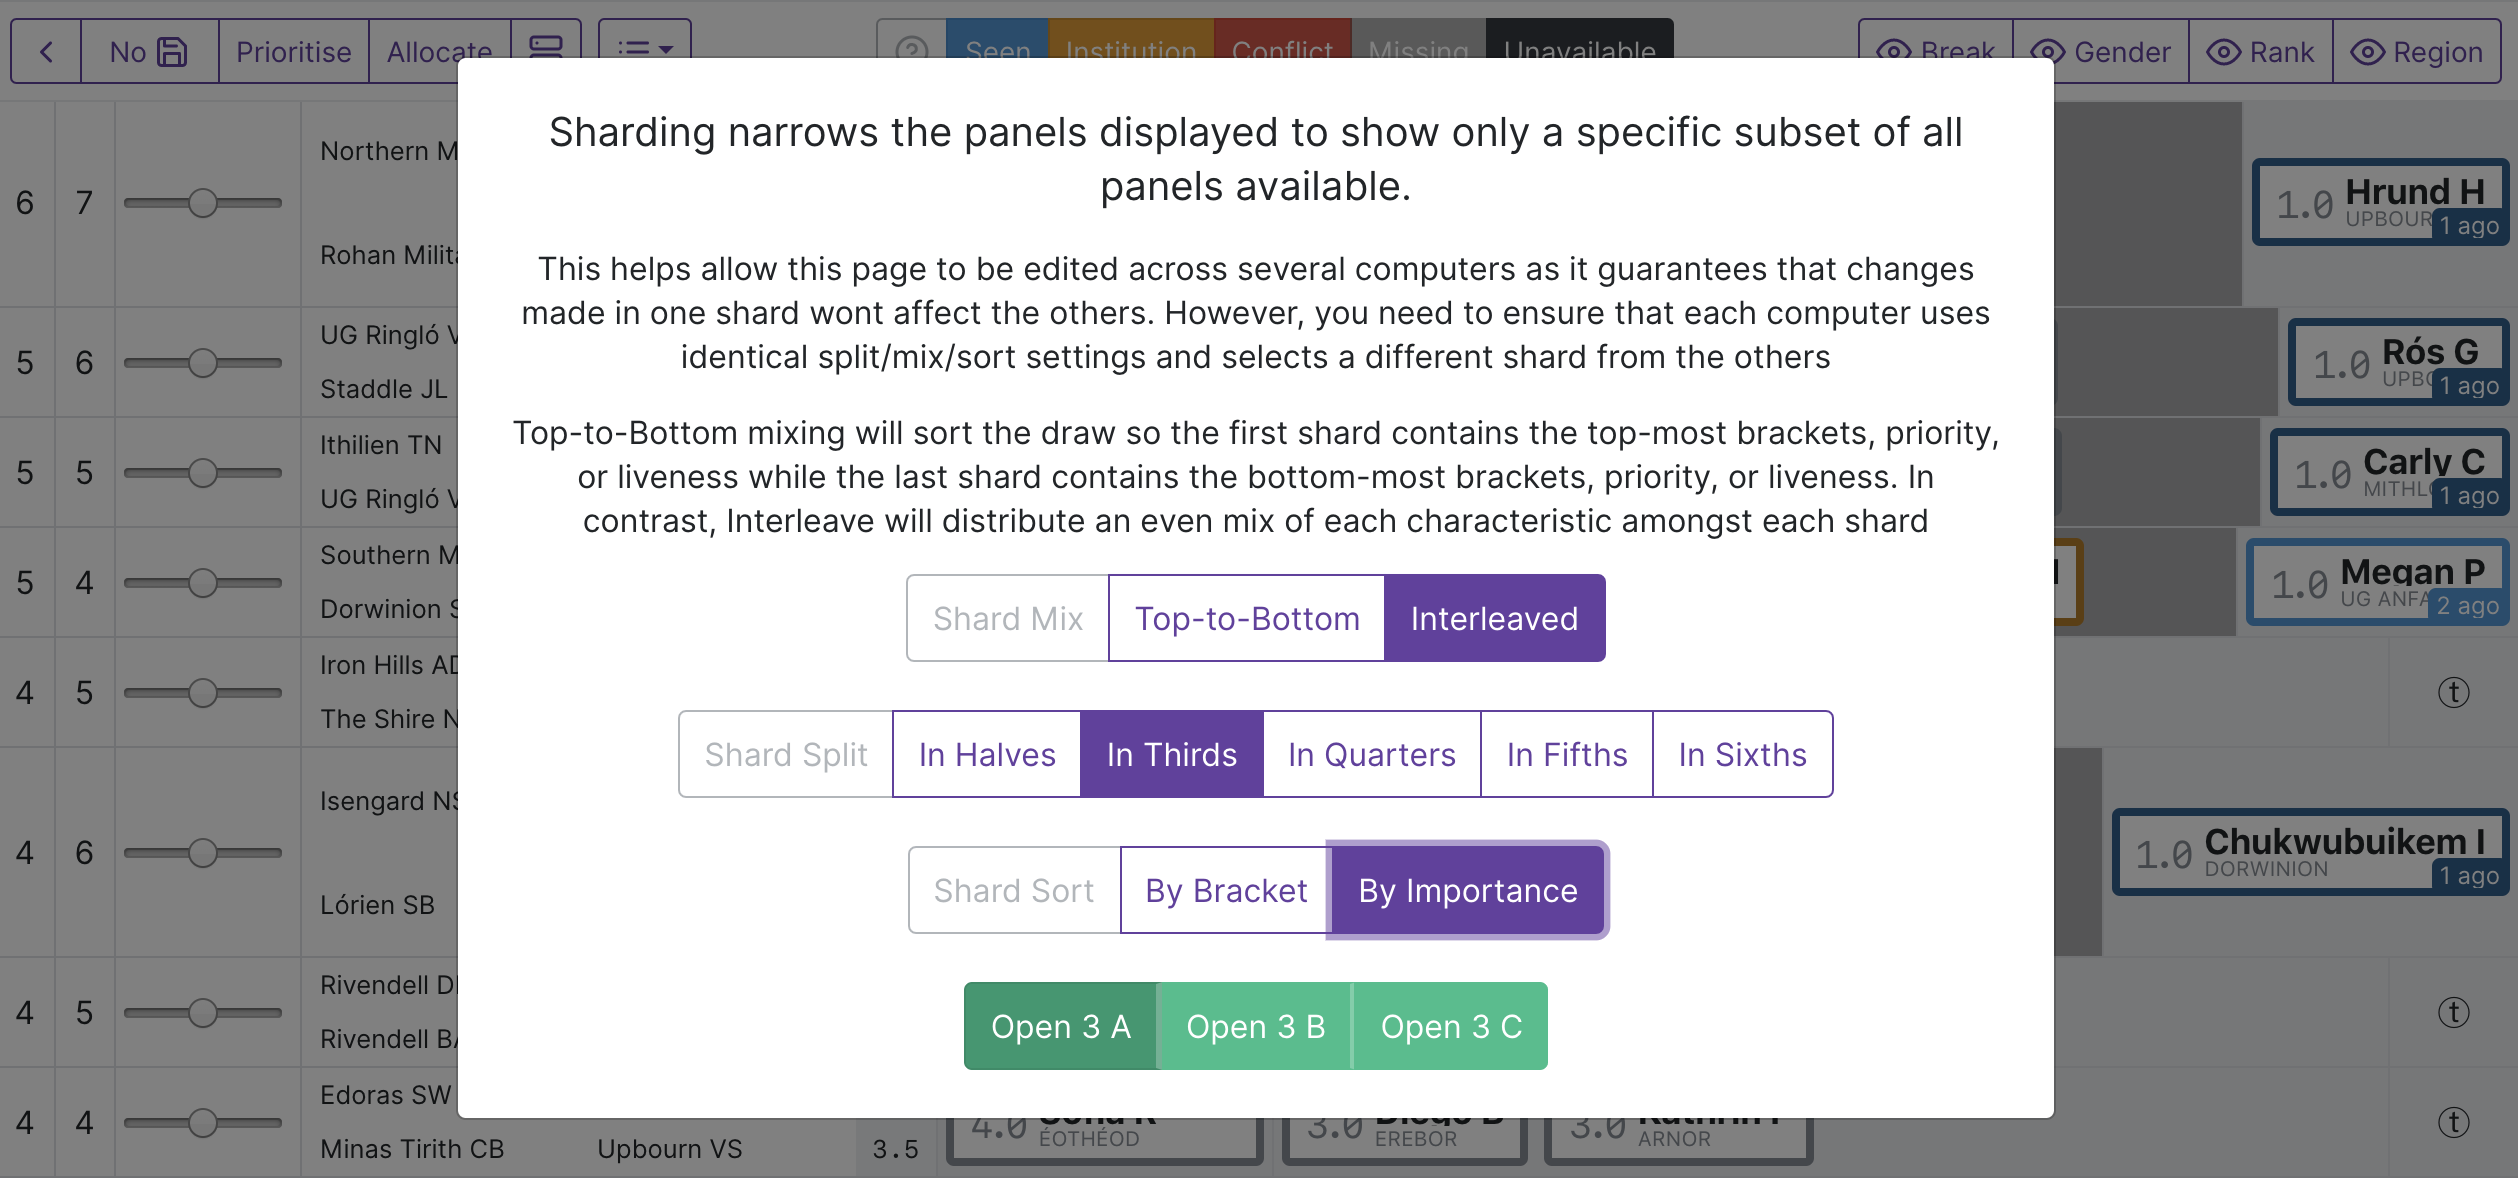 No Prioritise Allocate Seen Institution Conflict Missing Unavailable Break Gender Rank Region
Sharding narrows the panels displayed to show only a specific subset of all
panels available.
This helps allow this page to be edited across several computers as it guarantees that changes
made in one shard wont affect the others. However, you need to ensure that each computer uses
identical split/mix/sort settings and selects a different shard from the others
Top-to-Bottom mixing will sort the draw so the first shard contains the top-most brackets, priority,
or liveness while the last shard contains the bottom-most brackets, priority, or liveness. In
contrast, Interleave will distribute an even mix of each characteristic amongst each shard
Shard Mix Top-to-Bottom Interleaved
Shard Split In Halves In Thirds In Quarters In Fifths In Sixths
Shard Sort By Bracket By Importance
Open 3 A Open 3 B Open 3 C
6 7
Northern M
Rohan Milit
1.0 Hrund H
UPBOUR 1 ago
5 6
UG Ringló V
Staddle JL
1.0 Rós G
UPBO 1 ago
5 5
Ithilien TN
UG Ringló V
1.0 Carly C
MITHLO 1 ago
5 4
Southern M
Dorwinion S
1.0 Megan P
UG ANFA 2 ago
4 5
Iron Hills AD
The Shire N
t
4 6
Isengard NS
Lórien SB
1.0 Chukwubuikem I
DORWINION 1 ago
4 5
Rivendell D
Rivendell BA
t
4 4
Edoras SW
Minas Tirith CB Upbourn VS 3.5
4.0
ÉOTHÉOD
3.0 Diego B
EREBOR
3.0
ARNOR
t